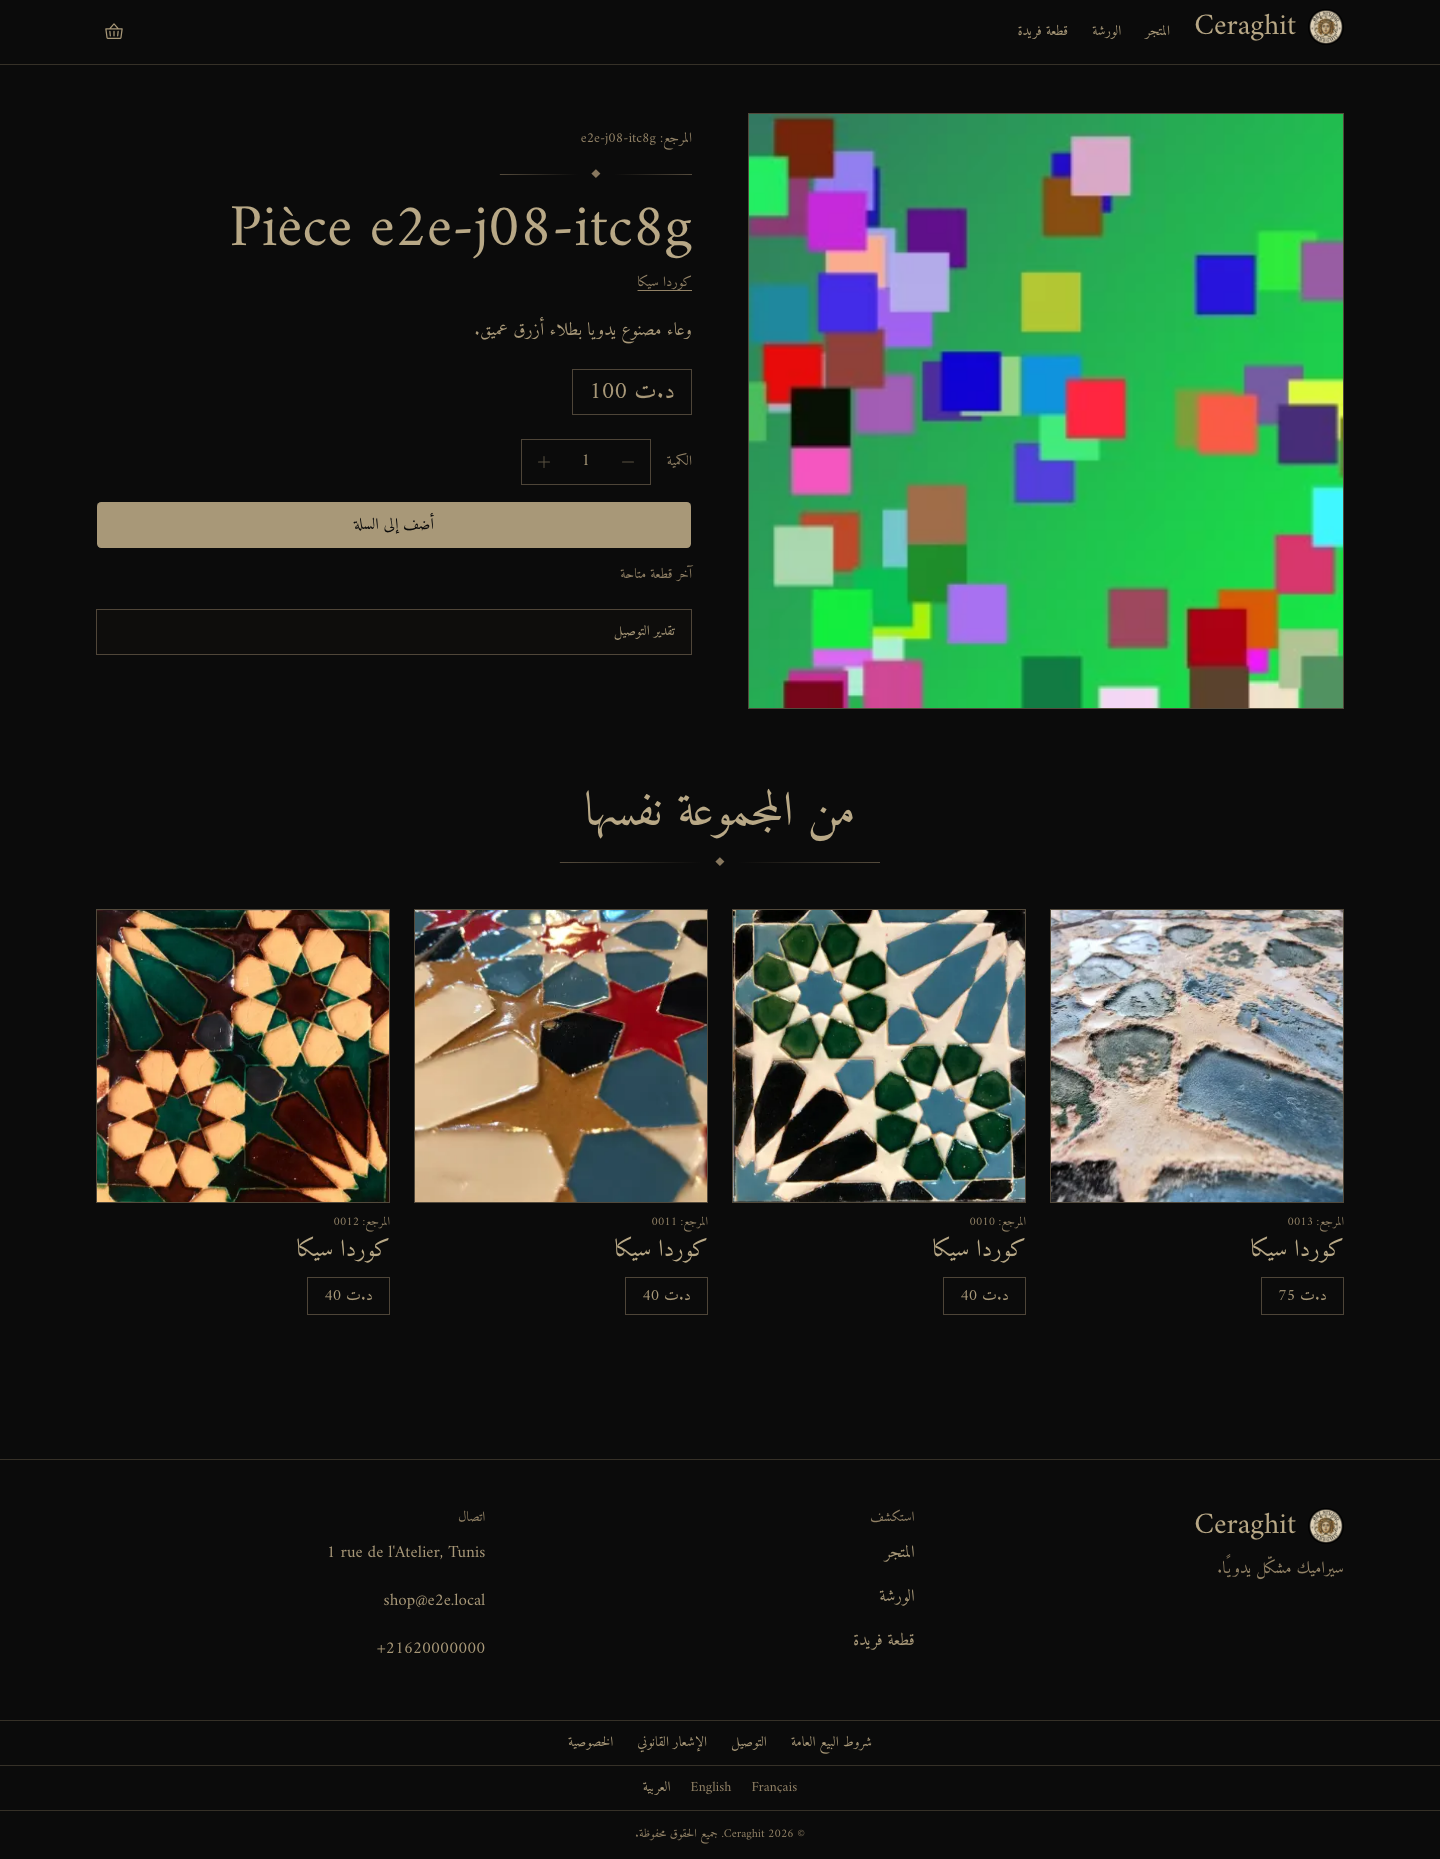 Ceraghit
المتجر
الورشة
قطعة فريدة
المرجع: e2e-j08-itc8g
Pièce e2e-j08-itc8g
كوردا سيكا
وعاء مصنوع يدويا بطلاء أزرق عميق.
100 د.ت
الكمية
— 1 +
أضف إلى السلة
آخر قطعة متاحة
تقدير التوصيل
من المجموعة نفسها
المرجع: 0013
كوردا سيكا
75 د.ت
المرجع: 0010
كوردا سيكا
40 د.ت
المرجع: 0011
كوردا سيكا
40 د.ت
المرجع: 0012
كوردا سيكا
40 د.ت
Ceraghit
سيراميك مشكّل يدويًا.
استكشف
المتجر
الورشة
قطعة فريدة
اتصال
1 rue de l'Atelier, Tunis
shop@e2e.local
+21620000000
شروط البيع العامة
التوصيل
الإشعار القانوني
الخصوصية
Français
English
العربية
© 2026 Ceraghit. جميع الحقوق محفوظة.